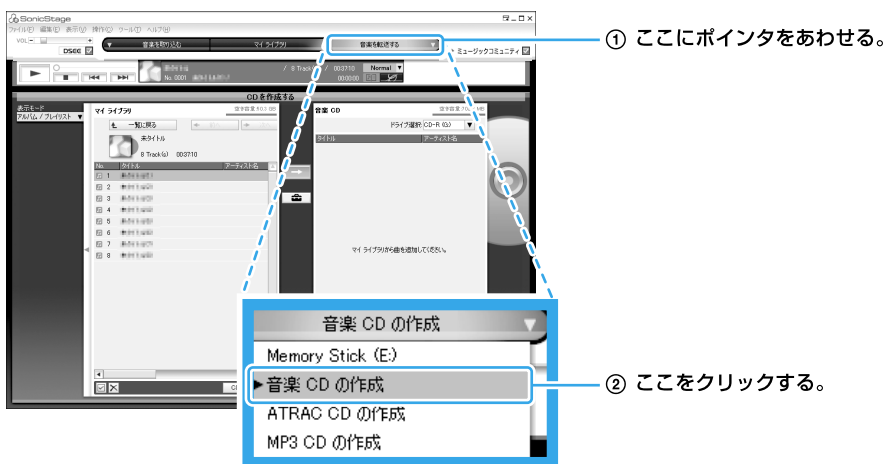 SonicStage
ファイル(F) 編集(E) 表示(V) 操作(C) ツール(T) ヘルプ(H)
VOL - +
DSEE
音楽を取り込む
マイ ライブラリ
音楽を転送する
ミュージックコミュニティ
① ここにポインタをあわせる。
No. 0001
8 Track(s) 003710
Normal
000000
CDを作成する
表示モード
アルバム / プレイリスト
マイ ライブラリ
一覧に戻る
未タイトル
8 Track(s) 003710
No. タイトル アーティスト名
1
2
3
4
5
6
7
8
音楽 CD
ドライブ選択 CD-R (G:)
タイトル アーティスト名
マイ ライブラリから曲を追加してください。
音楽 CD の作成
Memory Stick (E:)
音楽 CD の作成
② ここをクリックする。
ATRAC CD の作成
MP3 CD の作成